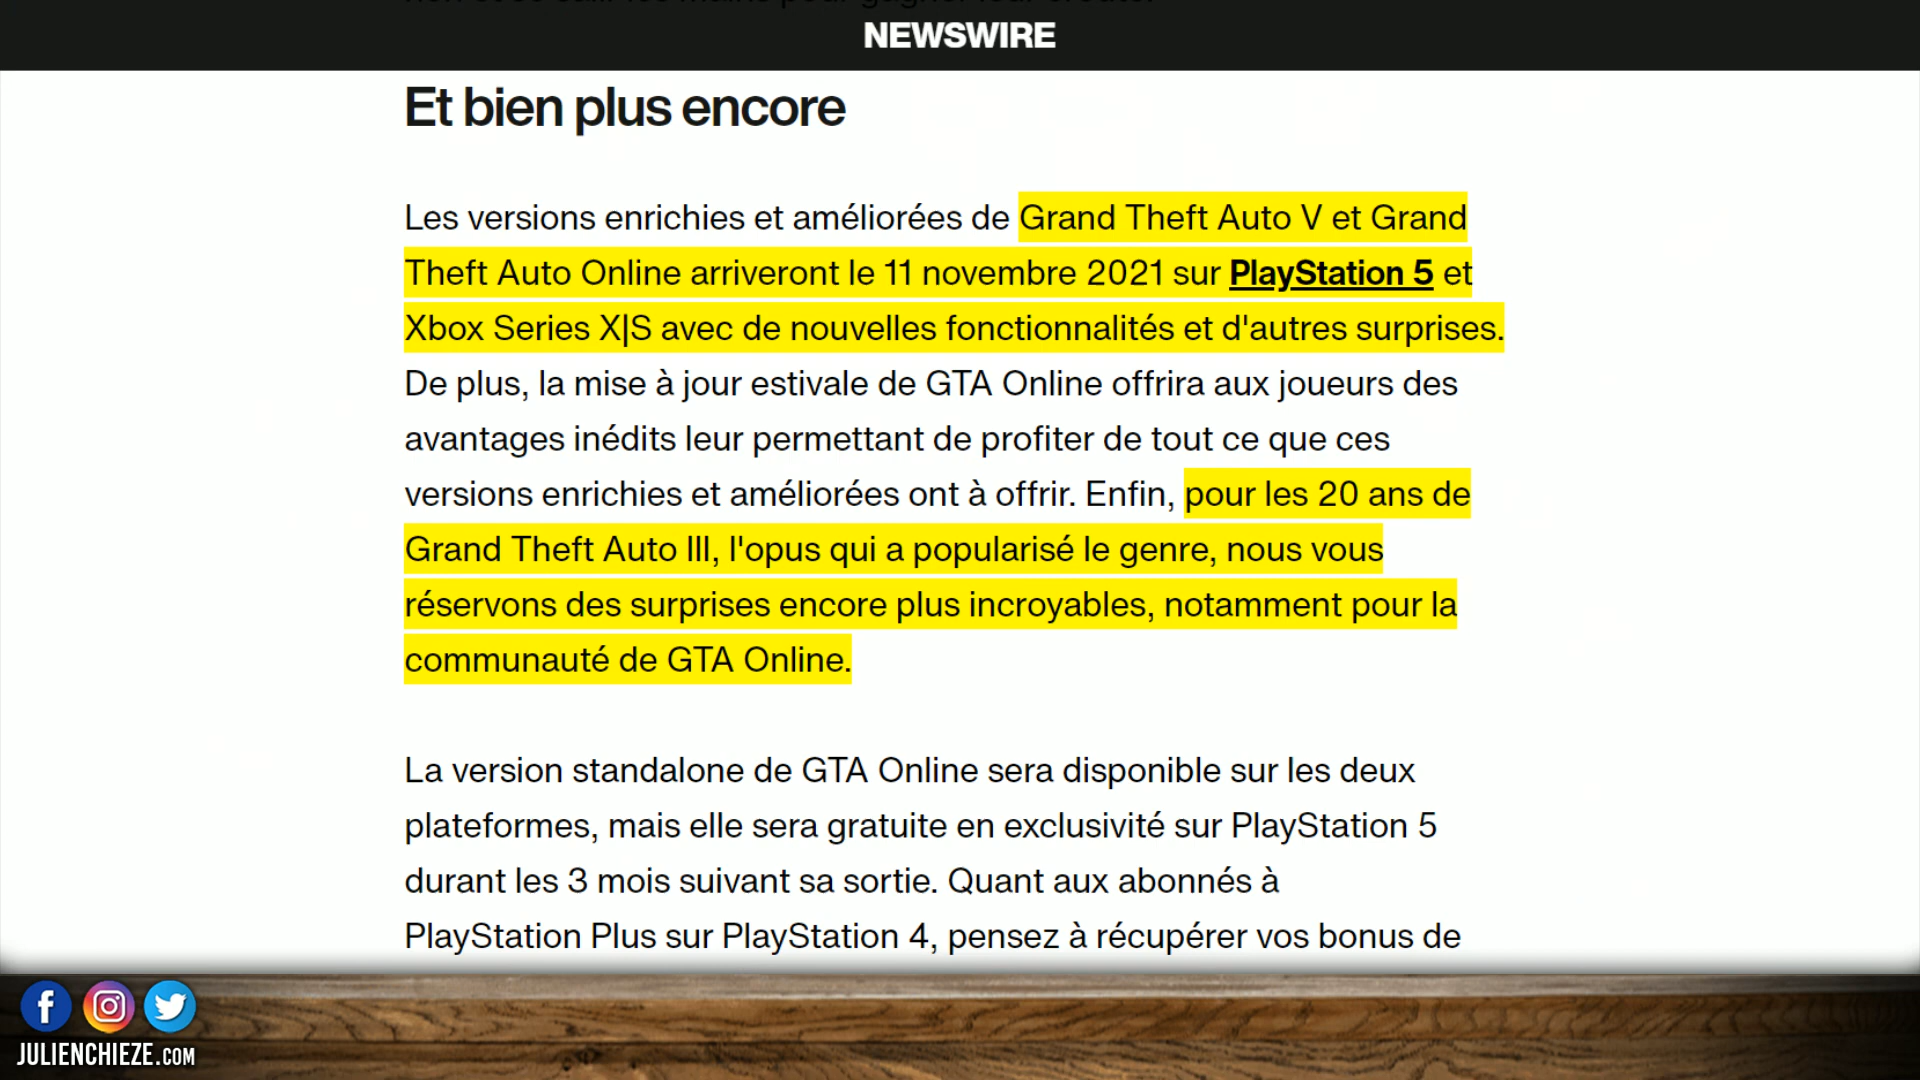 NEWSWIRE
Et bien plus encore
Les versions enrichies et améliorées de Grand Theft Auto V et Grand
Theft Auto Online arriveront le 11 novembre 2021 sur PlayStation 5 et
Xbox Series X|S avec de nouvelles fonctionnalités et d'autres surprises.
De plus, la mise à jour estivale de GTA Online offrira aux joueurs des
avantages inédits leur permettant de profiter de tout ce que ces
versions enrichies et améliorées ont à offrir. Enfin, pour les 20 ans de
Grand Theft Auto III, l'opus qui a popularisé le genre, nous vous
réservons des surprises encore plus incroyables, notamment pour la
communauté de GTA Online.
La version standalone de GTA Online sera disponible sur les deux
plateformes, mais elle sera gratuite en exclusivité sur PlayStation 5
durant les 3 mois suivant sa sortie. Quant aux abonnés à
PlayStation Plus sur PlayStation 4, pensez à récupérer vos bonus de
JULIENCHIEZE.COM